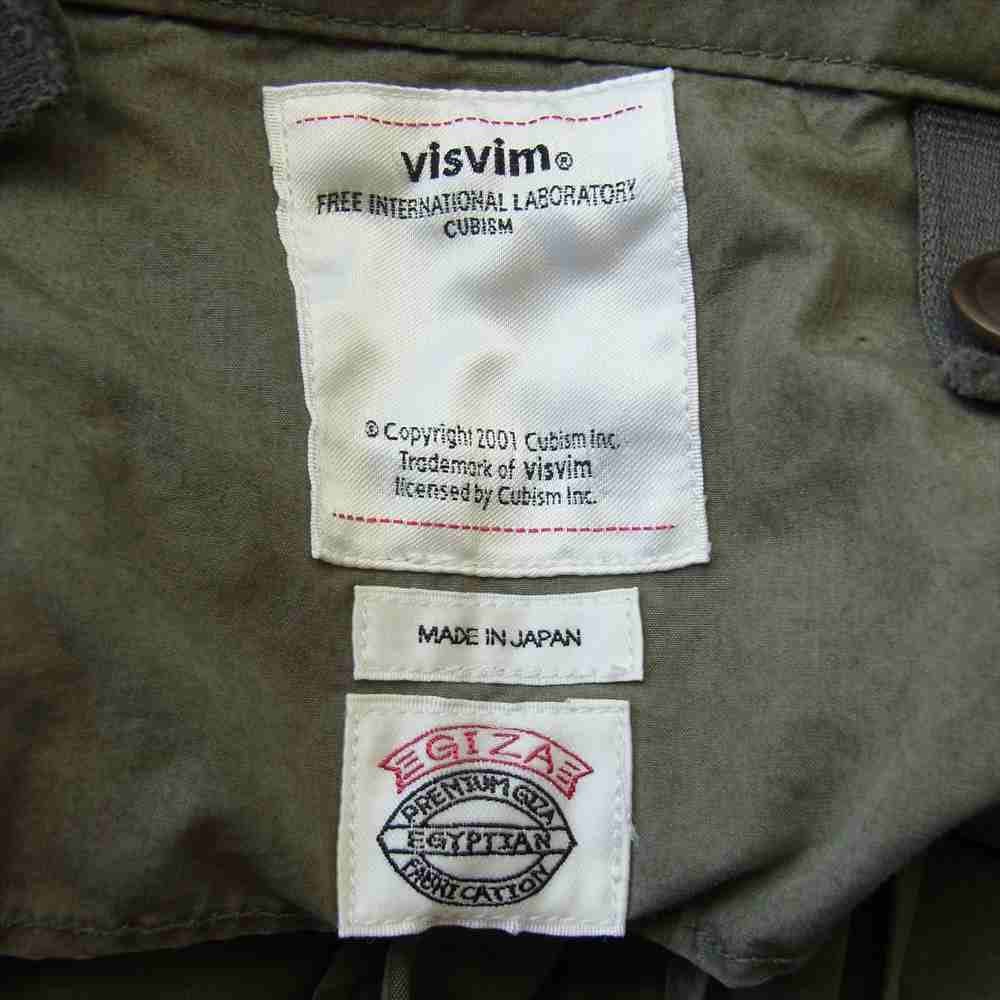 visvim®
FREE INTERNATIONAL LABORATORY
CUBISM
© Copyright 2001 Cubism Inc.
Trademark of visvim
licensed by Cubism Inc.
MADE IN JAPAN
GIZA
PREMIUM GIZA
EGYPTIAN
FABRICATION